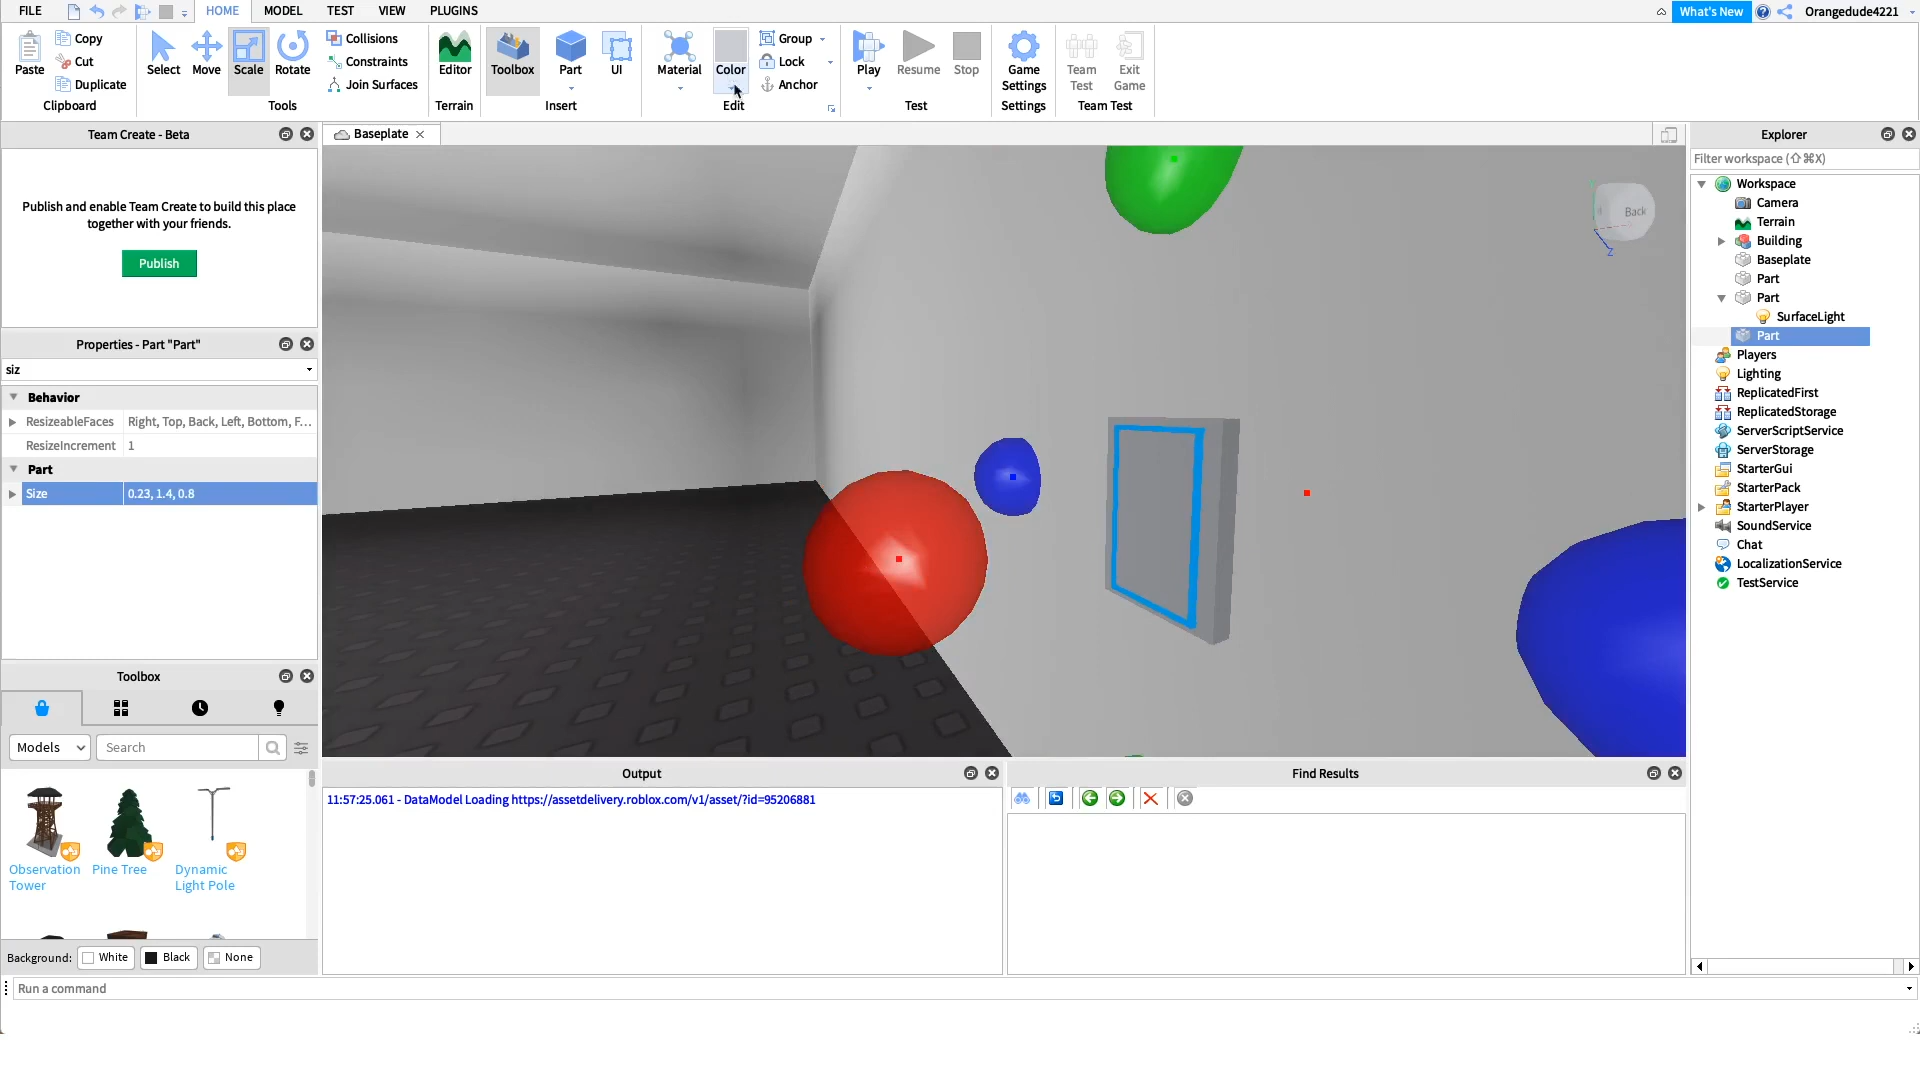 FILE
HOME
MODEL
TEST
VIEW
PLUGINS
What's New
Orangedude4221
Paste
Copy
Cut
Duplicate
Clipboard
Select
Move
Scale
Rotate
Collisions
Constraints
Join Surfaces
Tools
Editor
Terrain
Toolbox
Part
UI
Insert
Material
Color
Group
Lock
Anchor
Edit
Play
Resume
Stop
Test
Game
Settings
Settings
Team
Test
Exit
Game
Team Test
Team Create - Beta
Publish and enable Team Create to build this place
together with your friends.
Publish
Properties - Part "Part"
siz
Behavior
ResizeableFaces Right, Top, Back, Left, Bottom, F...
ResizeIncrement 1
Part
Size 0.23, 1.4, 0.8
Toolbox
Models
Search
Observation
Tower
Pine Tree
Dynamic
Light Pole
Background:
White
Black
None
Baseplate
Back
Z
Output
11:57:25.061 - DataModel Loading https://assetdelivery.roblox.com/v1/asset/?id=95206881
Find Results
Explorer
Filter workspace (⇧⌘X)
Workspace
Camera
Terrain
Building
Baseplate
Part
Part
SurfaceLight
Part
Players
Lighting
ReplicatedFirst
ReplicatedStorage
ServerScriptService
ServerStorage
StarterGui
StarterPack
StarterPlayer
SoundService
Chat
LocalizationService
TestService
Run a command